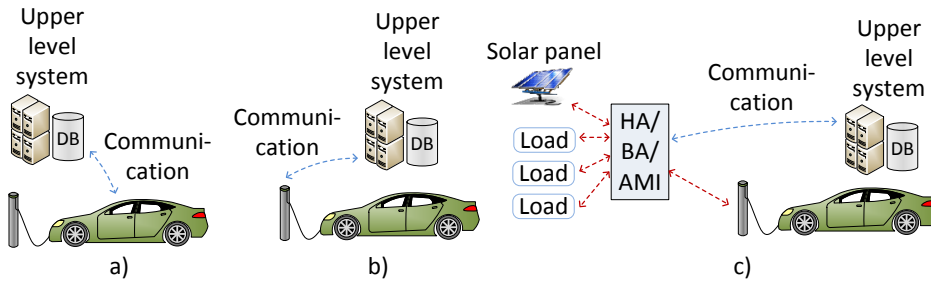 Upper
level
system
DB
Communi-
cation
a)
Upper
level
system
DB
Communi-
cation
b)
Solar panel
Load
Load
Load
HA/
BA/
AMI
Communi-
cation
Upper
level
system
DB
c)